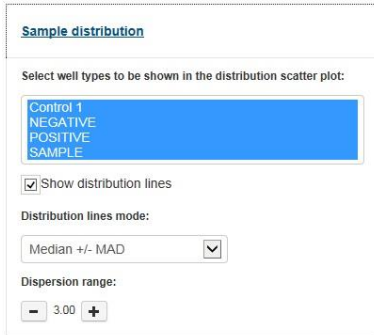 Sample distribution
Select well types to be shown in the distribution scatter plot:
Control 1
NEGATIVE
POSITIVE
SAMPLE
Show distribution lines
Distribution lines mode:
Median +/- MAD
Dispersion range:
- 3.00 +